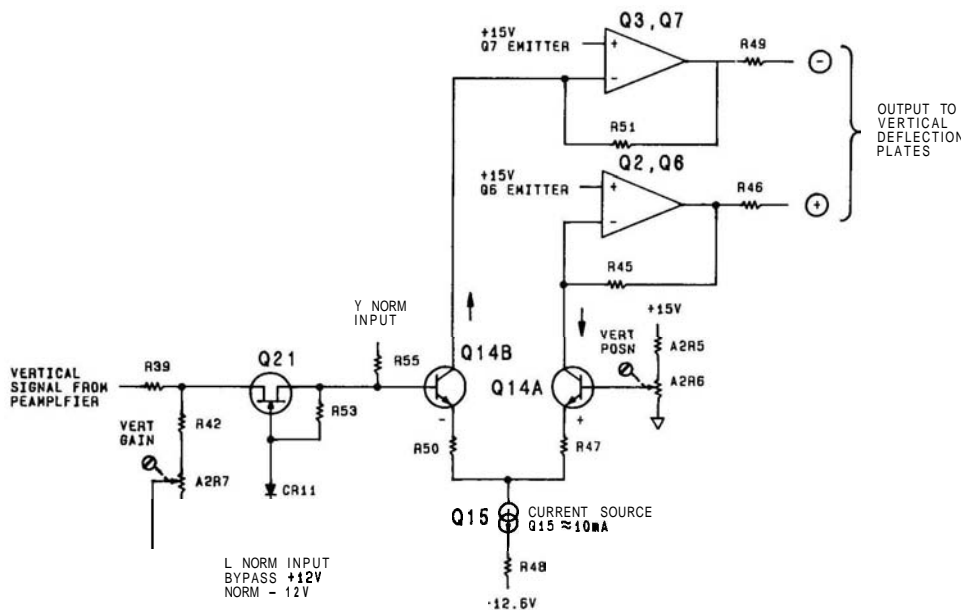 Q3,Q7
+15V
Q7 EMITTER
+
-
R49
-
R51
OUTPUT TO
VERTICAL
DEFLECTION
PLATES
Q2,Q6
+15V
Q6 EMITTER
+
-
R46
+
R45
Y NORM
INPUT
+15V
VERT
POSN
A2R5
A2R6
R55
Q14B
Q14A
Q21
R39
VERTICAL
SIGNAL FROM
PEAMPLFIER
R53
R42
VERT
GAIN
A2R7
CR11
-
+
R50
R47
Q15
CURRENT SOURCE
Q15 ≈10mA
R48
-12.6V
L NORM INPUT
BYPASS +12V
NORM - 12V